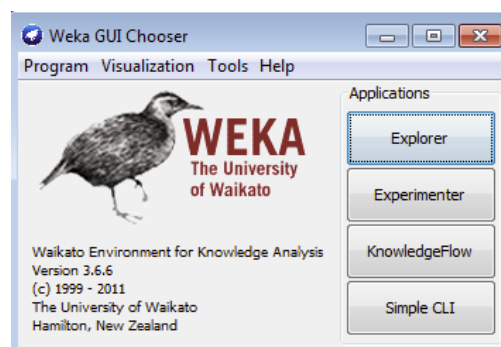 Weka GUI Chooser
Program Visualization Tools Help
WEKA
The University
of Waikato
Waikato Environment for Knowledge Analysis
Version 3.6.6
(c) 1999 - 2011
The University of Waikato
Hamilton, New Zealand
Applications
Explorer
Experimenter
KnowledgeFlow
Simple CLI